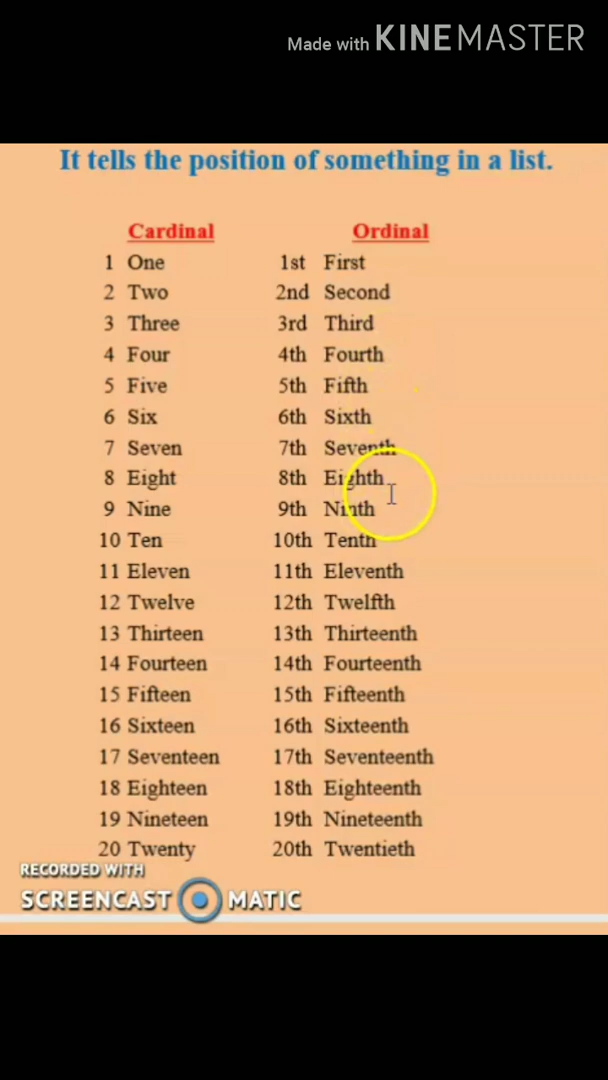 Made with KINEMASTER
It tells the position of something in a list.
Cardinal Ordinal
1 One 1st First
2 Two 2nd Second
3 Three 3rd Third
4 Four 4th Fourth
5 Five 5th Fifth
6 Six 6th Sixth
7 Seven 7th Seventh
8 Eight 8th Eighth
9 Nine 9th Ninth
10 Ten 10th Tenth
11 Eleven 11th Eleventh
12 Twelve 12th Twelfth
13 Thirteen 13th Thirteenth
14 Fourteen 14th Fourteenth
15 Fifteen 15th Fifteenth
16 Sixteen 16th Sixteenth
17 Seventeen 17th Seventeenth
18 Eighteen 18th Eighteenth
19 Nineteen 19th Nineteenth
20 Twenty 20th Twentieth
RECORDED WITH
SCREENCAST MATIC